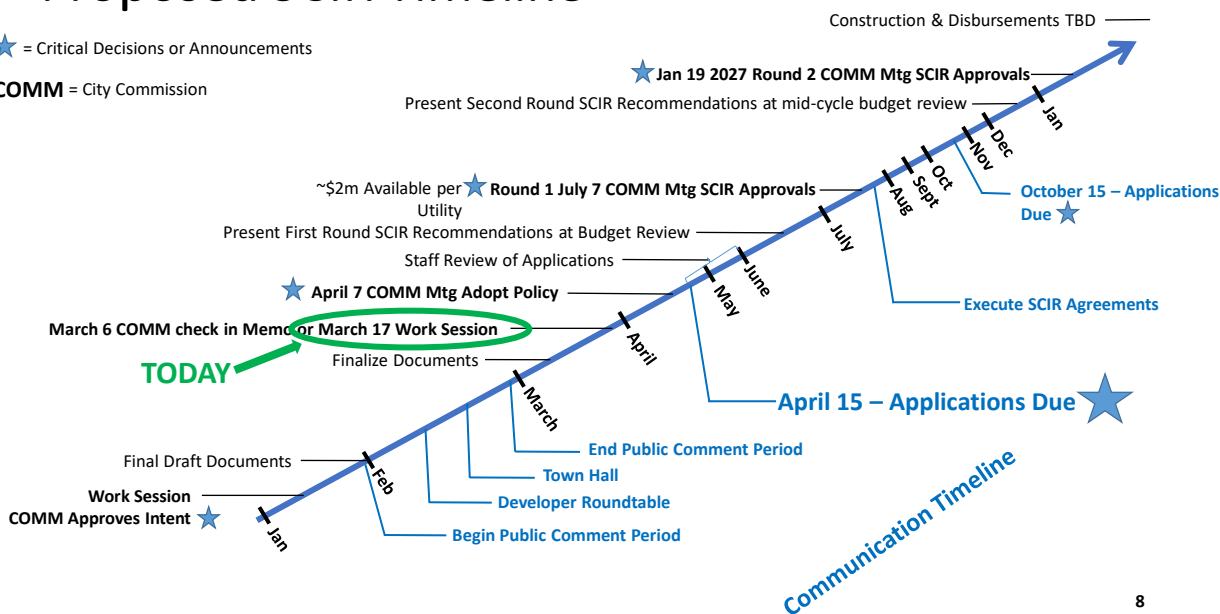 Proposed SCIR Timeline
Construction & Disbursements TBD
= Critical Decisions or Announcements
COMM = City Commission
Jan 19 2027 Round 2 COMM Mtg SCIR Approvals
Present Second Round SCIR Recommendations at mid-cycle budget review
Jan
Dec
Nov
Oct
Sept
Aug
October 15 – Applications
Due
~$2m Available per
Utility
Round 1 July 7 COMM Mtg SCIR Approvals
July
Present First Round SCIR Recommendations at Budget Review
Staff Review of Applications
June
May
April 7 COMM Mtg Adopt Policy
Execute SCIR Agreements
March 6 COMM check in Memo or March 17 Work Session
April
TODAY
Finalize Documents
March
April 15 – Applications Due
End Public Comment Period
Town Hall
Developer Roundtable
Begin Public Comment Period
Final Draft Documents
Feb
Work Session
COMM Approves Intent
Jan
Communication Timeline
8